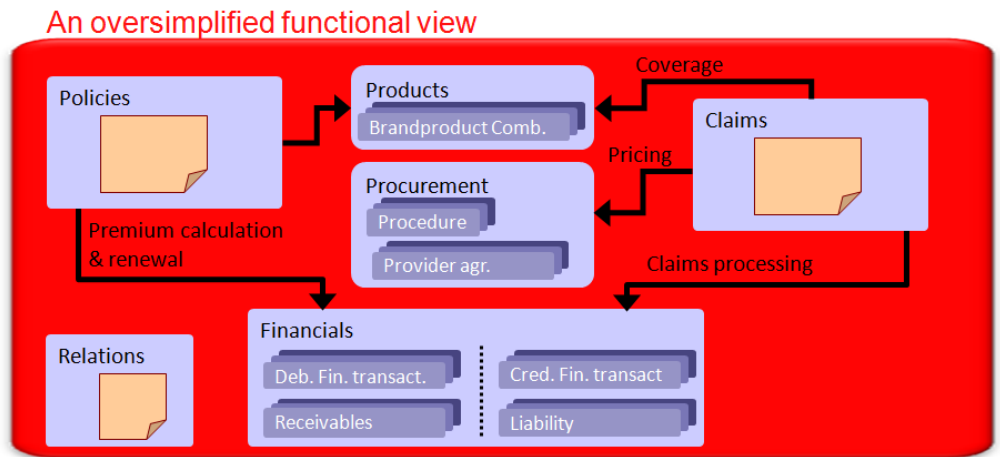 An oversimplified functional view
Policies
Products
Brandproduct Comb.
Coverage
Claims
Pricing
Procurement
Procedure
Provider agr.
Premium calculation
& renewal
Claims processing
Financials
Deb. Fin. transact.
Cred. Fin. transact
Receivables
Liability
Relations